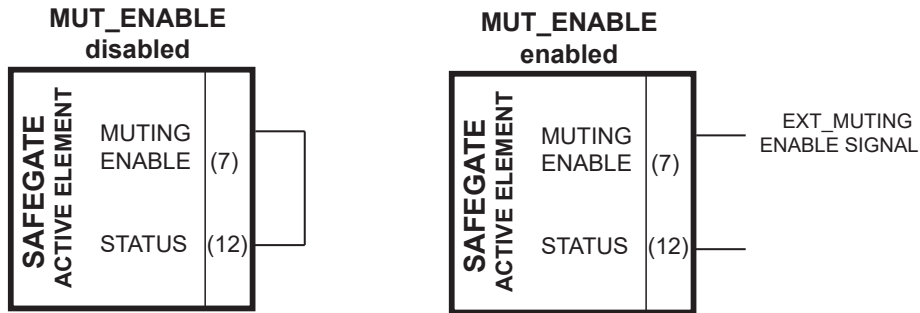 MUT_ENABLE
disabled
SAFEGATE
ACTIVE ELEMENT
MUTING
ENABLE (7)
STATUS (12)
MUT_ENABLE
enabled
SAFEGATE
ACTIVE ELEMENT
MUTING
ENABLE (7)
STATUS (12)
EXT_MUTING
ENABLE SIGNAL